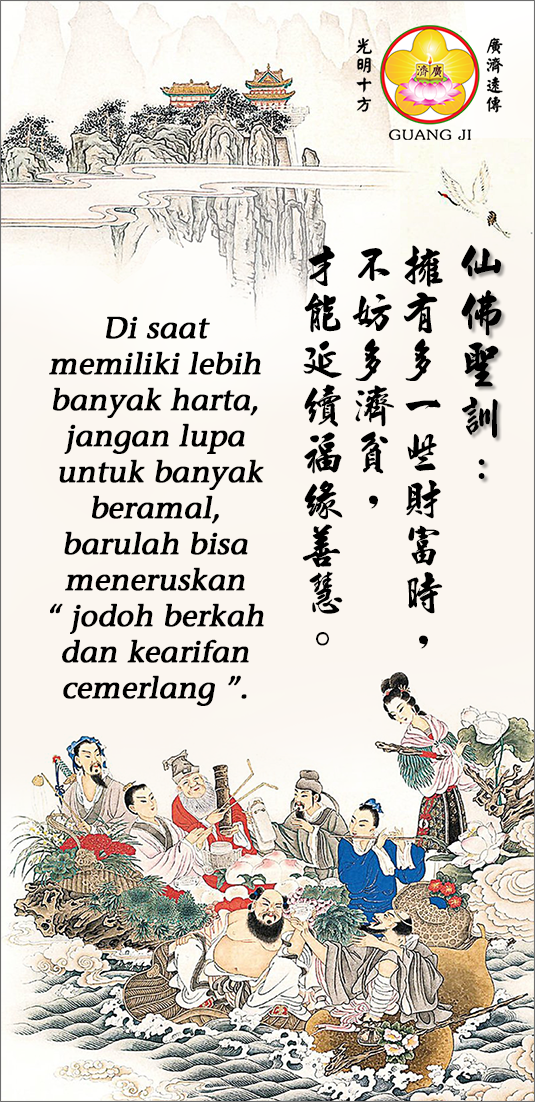 光明十方
廣濟
廣濟遠傳
GUANG JI
仙佛聖訓：
擁有多一些財富時，
不妨多濟貧，
才能延續福緣善慧。
Di saat
memiliki lebih
banyak harta,
jangan lupa
untuk banyak
beramal,
barulah bisa
meneruskan
“ jodoh berkah
dan kearifan
cemerlang ”.